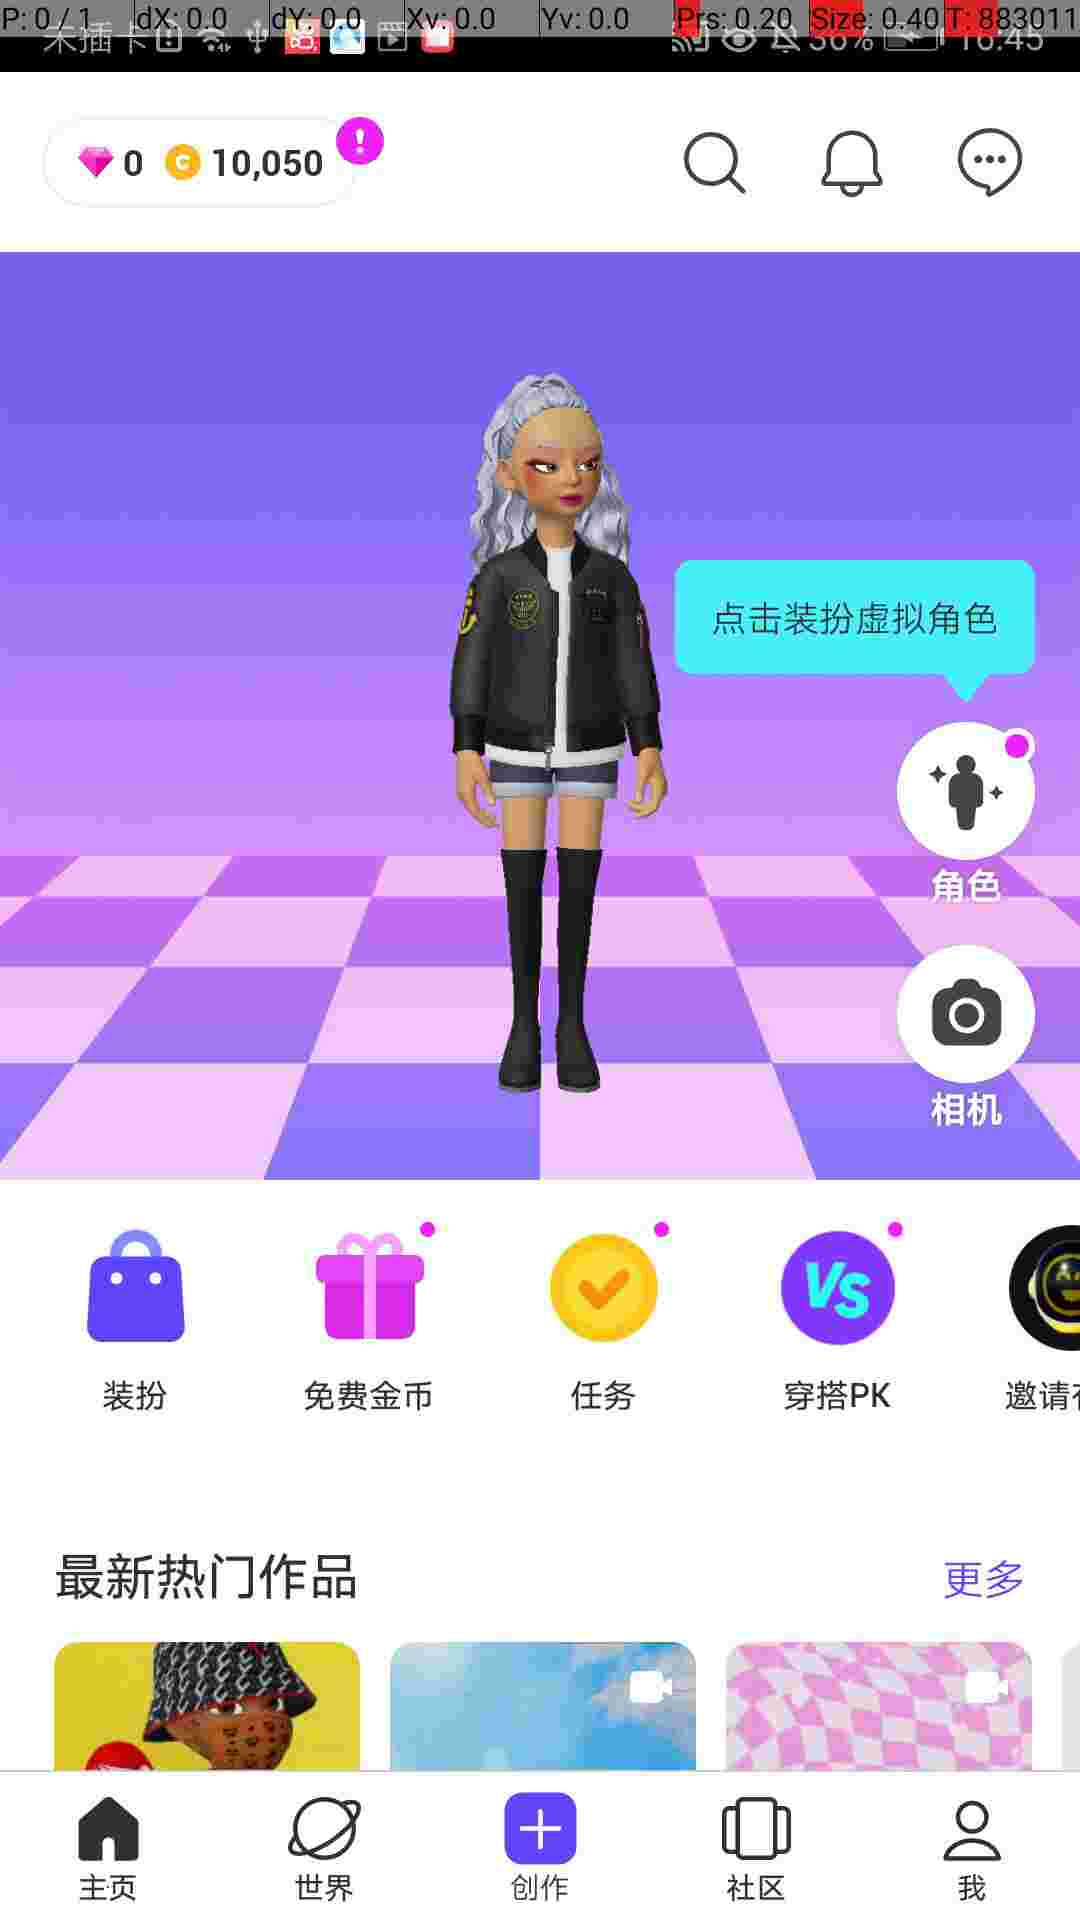 P: 0 / 1 dX: 0.0 dY: 0.0 Xv: 0.0 Yv: 0.0 Prs: 0.20 Size: 0.40 T: 883011
未插卡 36% 16:45
0 10,050
点击装扮虚拟角色
角色
相机
VS
装扮 免费金币 任务 穿搭PK 邀请
最新热门作品 更多
主页 世界 创作 社区 我